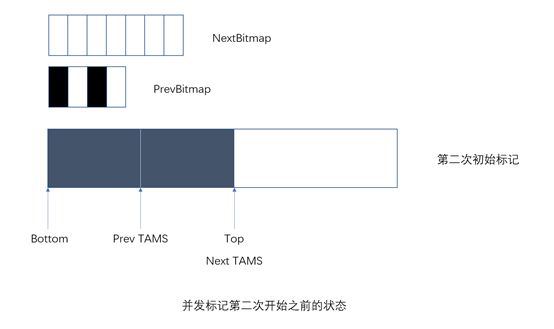 NextBitmap
PrevBitmap
第二次初始标记
Bottom
Prev TAMS
Top
Next TAMS
并发标记第二次开始之前的状态